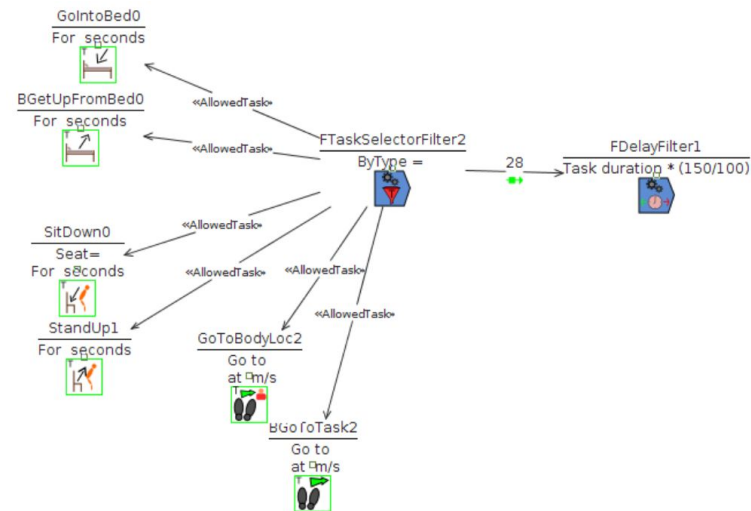 GoIntoBed0
For seconds
BGetUpFromBed0
For seconds
«AllowedTask»
«AllowedTask»
FTaskSelectorFilter2
ByType =
28
FDelayFilter1
Task duration * (150/100)
SitDown0
Seat=
For seconds
«AllowedTask»
«AllowedTask»
«AllowedTask»
«AllowedTask»
StandUp1
For seconds
GoToBodyLoc2
Go to
at m/s
BGoToTask2
Go to
at m/s